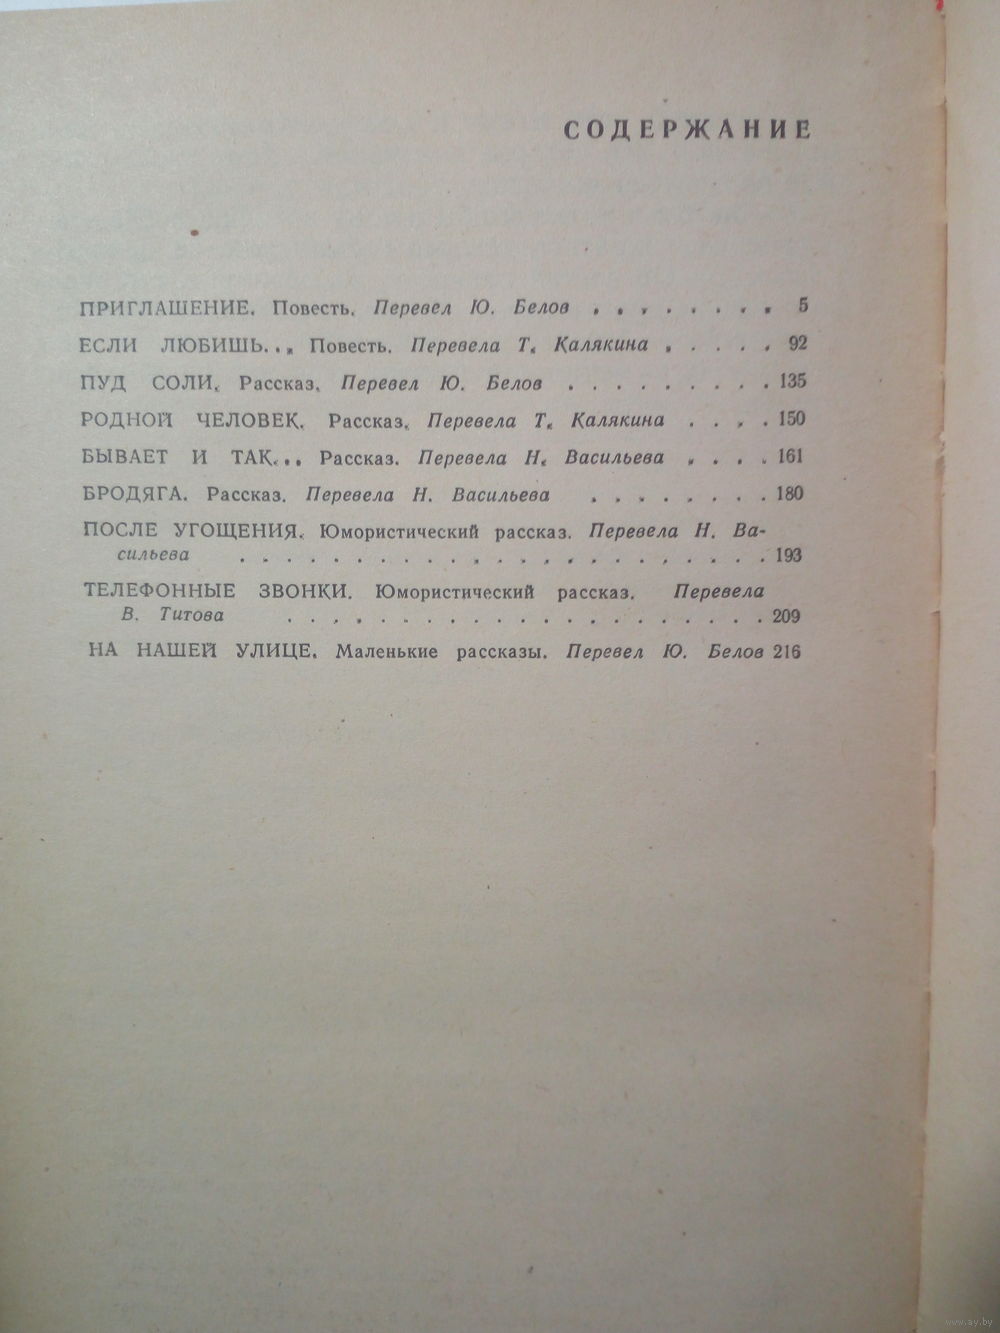 СОДЕРЖАНИЕ
ПРИГЛАШЕНИЕ. Повесть. Перевел Ю. Белов . . . . . . . . 5
ЕСЛИ ЛЮБИШЬ... Повесть. Перевела Т. Калякина . . . . . 92
ПУД СОЛИ. Рассказ. Перевел Ю. Белов . . . . . . . . . 135
РОДНОЙ ЧЕЛОВЕК. Рассказ. Перевела Т. Калякина . . . . 150
БЫВАЕТ И ТАК... Рассказ. Перевела Н. Васильева . . . . 161
БРОДЯГА. Рассказ. Перевела Н. Васильева . . . . . . . . 180
ПОСЛЕ УГОЩЕНИЯ. Юмористический рассказ. Перевела Н. Ва-
сильева . . . . . . . . . . . . . . . . . . . . . . . 193
ТЕЛЕФОННЫЕ ЗВОНКИ. Юмористический рассказ. Перевела
В. Титова . . . . . . . . . . . . . . . . . . . . . 209
НА НАШЕЙ УЛИЦЕ. Маленькие рассказы. Перевел Ю. Белов 216
www.ay.by